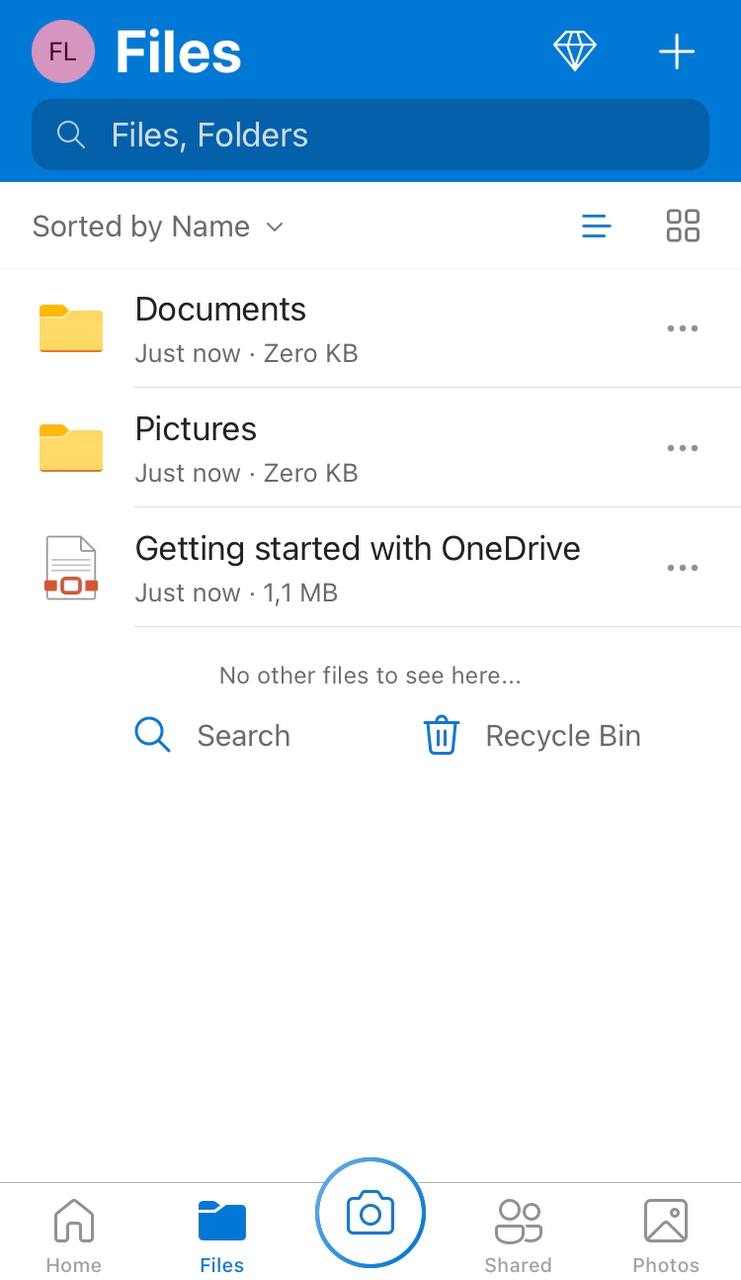 FL
Files
Files, Folders
Sorted by Name
Documents
Just now · Zero KB
Pictures
Just now · Zero KB
Getting started with OneDrive
Just now · 1,1 MB
No other files to see here...
Search
Recycle Bin
Home
Files
Shared
Photos